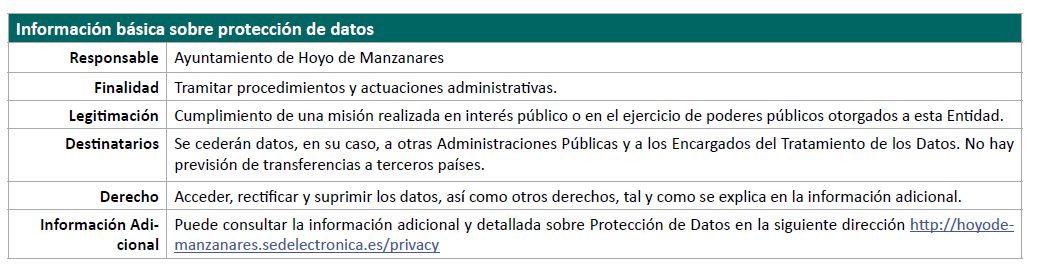 Información básica sobre protección de datos
Responsable Ayuntamiento de Hoyo de Manzanares
Finalidad Tramitar procedimientos y actuaciones administrativas.
Legitimación Cumplimiento de una misión realizada en interés público o en el ejercicio de poderes públicos otorgados a esta Entidad.
Destinatarios Se cederán datos, en su caso, a otras Administraciones Públicas y a los Encargados del Tratamiento de los Datos. No hay
previsión de transferencias a terceros países.
Derecho Acceder, rectificar y suprimir los datos, así como otros derechos, tal y como se explica en la información adicional.
Información Adi- Puede consultar la información adicional y detallada sobre Protección de Datos en la siguiente dirección http://hoyode-
cional manzanares.sedelectronica.es/privacy